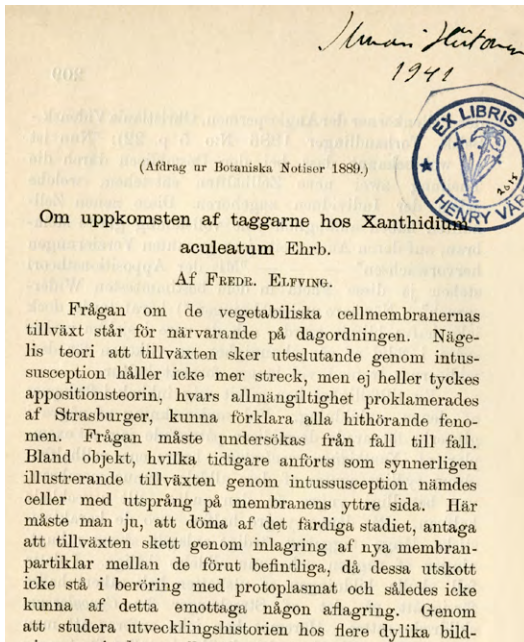 Ilmari Hiitonen
1941
EX LIBRIS
HENRY VÄR
2015
(Afdrag ur Botaniska Notiser 1889.)
Om uppkomsten af taggarne hos Xanthidium
aculeatum Ehrb.
Af Fredr. Elfving.
Frågan om de vegetabiliska cellmembranernas
tillväxt står för närvarande på dagordningen. Näge-
lis teori att tillväxten sker uteslutande genom intus-
susception håller icke mer streck, men ej heller tyckes
appositionsteorin, hvars allmängiltighet proklamerades
af Strasburger, kunna förklara alla hithörande feno-
men. Frågan måste undersökas från fall till fall.
Bland objekt, hvilka tidigare anförts som synnerligen
illustrerande tillväxten genom intussusception nämdes
celler med utsprång på membranens yttre sida. Här
måste man ju, att döma af det färdiga stadiet, antaga
att tillväxten skett genom inlagring af nya membran-
partiklar mellan de förut befintliga, då dessa utskott
icke stå i beröring med protoplasmat och således icke
kunna af detta emottaga någon aflagring. Genom
att studera utvecklingshistorien hos flere dylika bild-